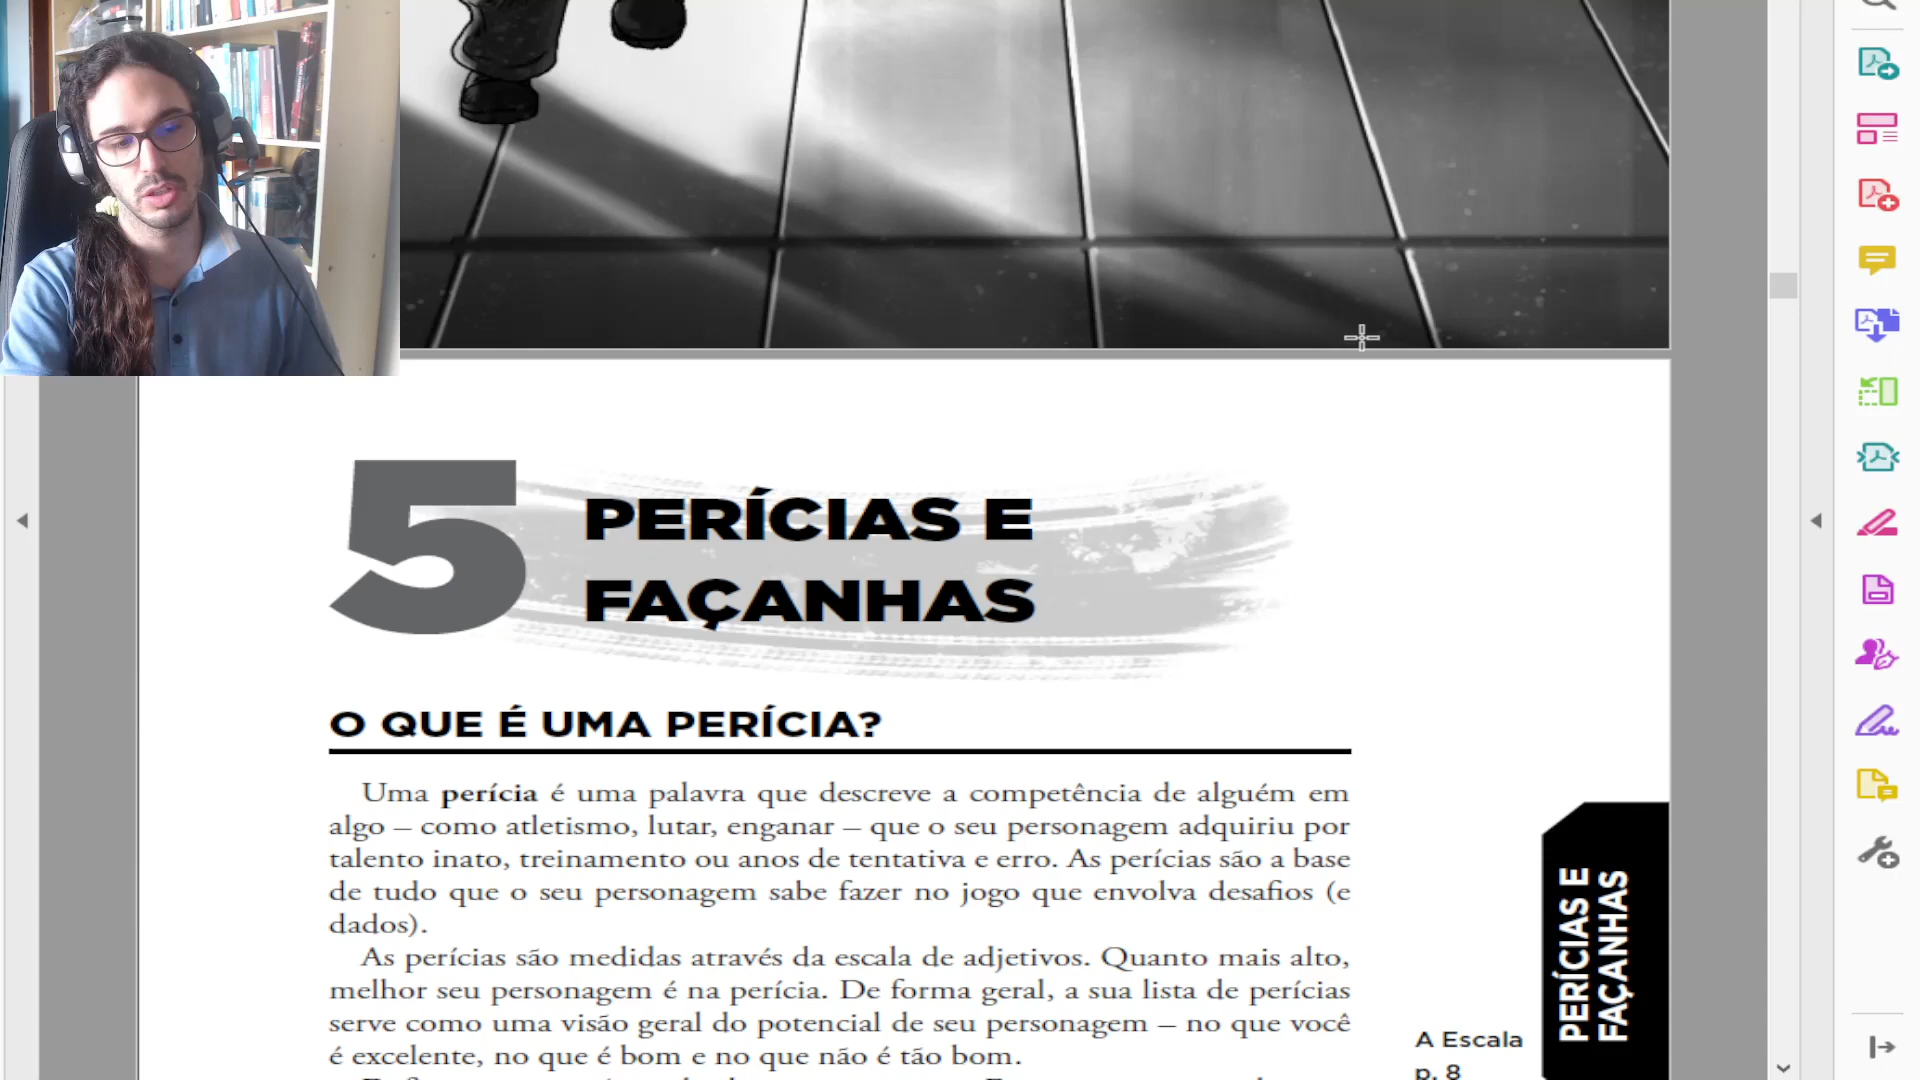 5
PERÍCIAS E
FAÇANHAS
O QUE É UMA PERÍCIA?
Uma perícia é uma palavra que descreve a competência de alguém em
algo – como atletismo, lutar, enganar – que o seu personagem adquiriu por
talento inato, treinamento ou anos de tentativa e erro. As perícias são a base
de tudo que o seu personagem sabe fazer no jogo que envolva desafios (e
dados).
As perícias são medidas através da escala de adjetivos. Quanto mais alto,
melhor seu personagem é na perícia. De forma geral, a sua lista de perícias
serve como uma visão geral do potencial de seu personagem – no que você
é excelente, no que é bom e no que não é tão bom.
A Escala
p. 8
PERÍCIAS E
FAÇANHAS